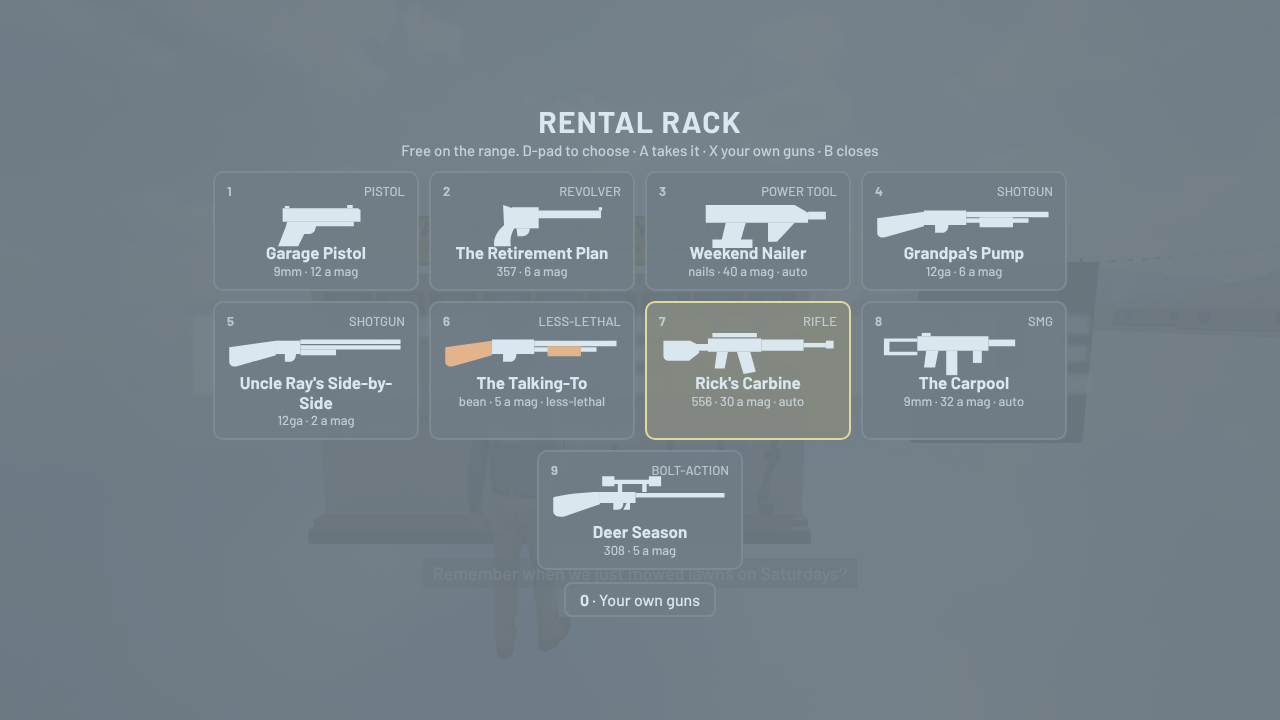 RENTAL RACK
Free on the range. D-pad to choose · A takes it · X your own guns · B closes
1 PISTOL
Garage Pistol
9mm · 12 a mag
2 REVOLVER
The Retirement Plan
357 · 6 a mag
3 POWER TOOL
Weekend Nailer
nails · 40 a mag · auto
4 SHOTGUN
Grandpa's Pump
12ga · 6 a mag
5 SHOTGUN
Uncle Ray's Side-by-
Side
12ga · 2 a mag
6 LESS-LETHAL
The Talking-To
bean · 5 a mag · less-lethal
7 RIFLE
Rick's Carbine
556 · 30 a mag · auto
8 SMG
The Carpool
9mm · 32 a mag · auto
9 BOLT-ACTION
Deer Season
308 · 5 a mag
Remember when we just mowed lawns on Saturdays?
0 · Your own guns